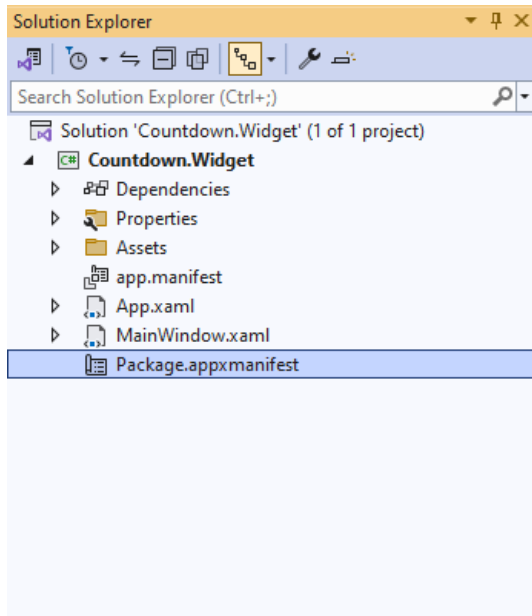 Solution Explorer
Search Solution Explorer (Ctrl+;)
Solution 'Countdown.Widget' (1 of 1 project)
C# Countdown.Widget
Dependencies
Properties
Assets
app.manifest
App.xaml
MainWindow.xaml
Package.appxmanifest